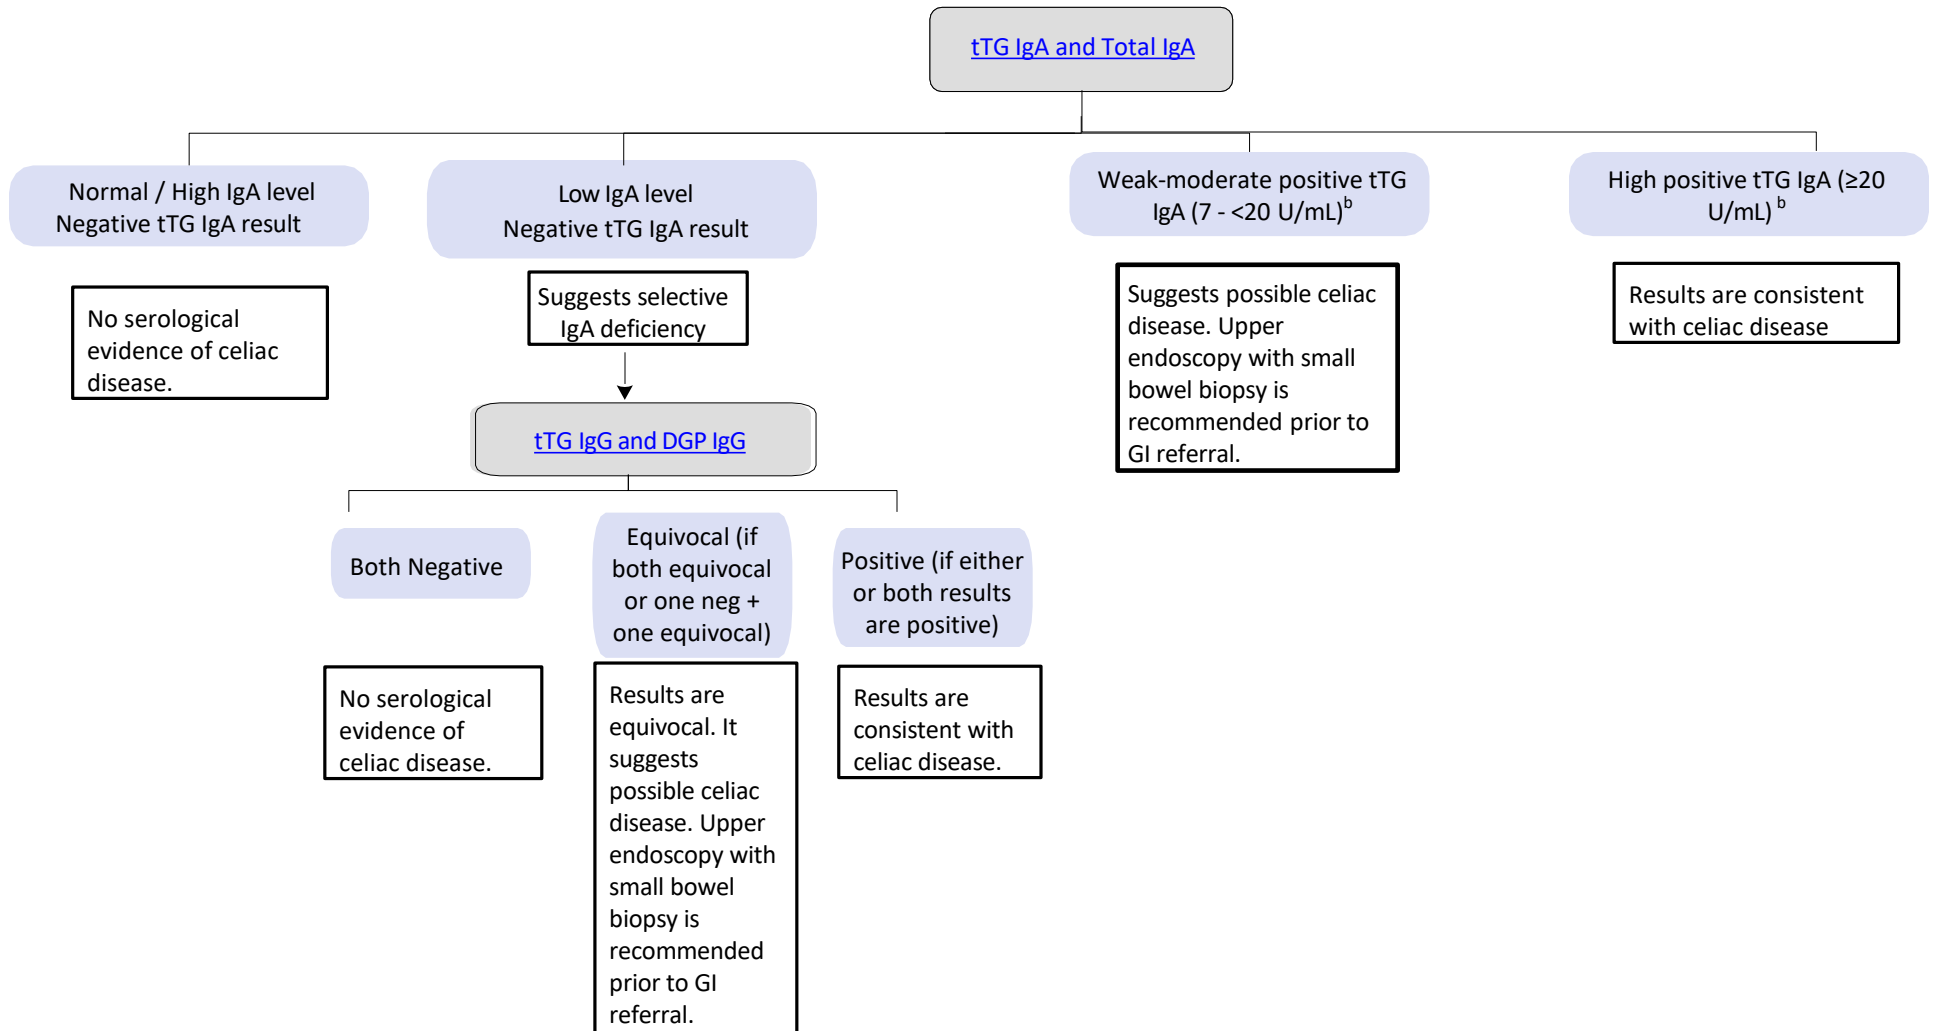 tTG IgA and Total IgA
Normal / High IgA level
Negative tTG IgA result
Low IgA level
Negative tTG IgA result
Weak-moderate positive tTG
IgA (7 - <20 U/mL)b
High positive tTG IgA (≥20
U/mL) b
No serological
evidence of celiac
disease.
Suggests selective
IgA deficiency
Suggests possible celiac
disease. Upper
endoscopy with small
bowel biopsy is
recommended prior to
GI referral.
Results are consistent
with celiac disease
tTG IgG and DGP IgG
Both Negative
Equivocal (if
both equivocal
or one neg +
one equivocal)
Positive (if either
or both results
are positive)
No serological
evidence of
celiac disease.
Results are
equivocal. It
suggests
possible celiac
disease. Upper
endoscopy with
small bowel
biopsy is
recommended
prior to GI
referral.
Results are
consistent with
celiac disease.